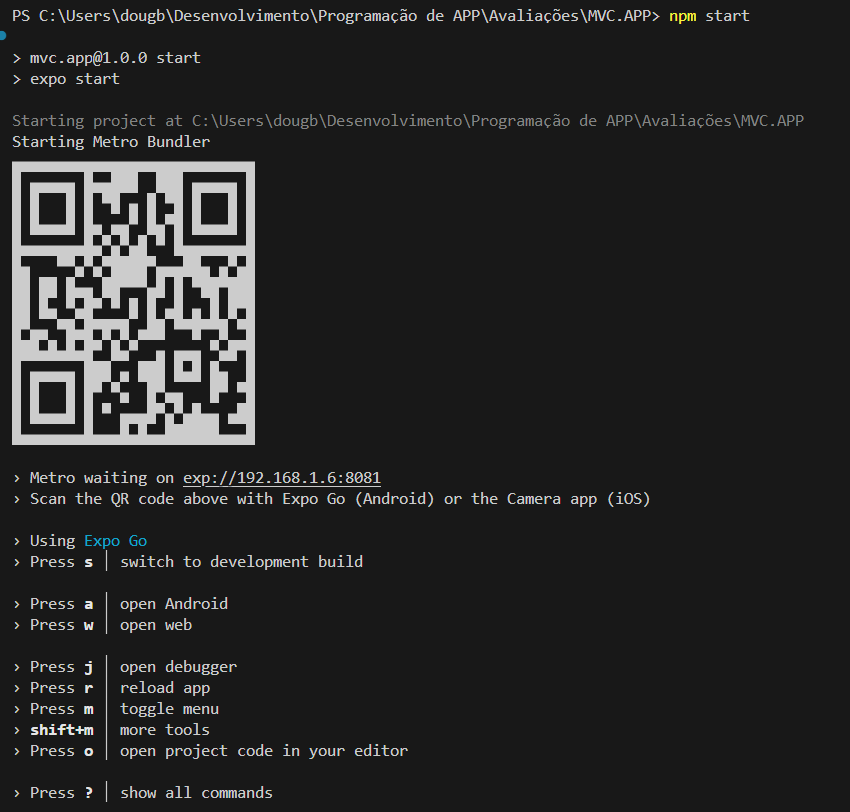 PS C:\Users\dougb\Desenvolvimento\Programação de APP\Avaliações\MVC.APP> npm start
> mvc.app@1.0.0 start
> expo start
Starting project at C:\Users\dougb\Desenvolvimento\Programação de APP\Avaliações\MVC.APP
Starting Metro Bundler
› Metro waiting on exp://192.168.1.6:8081
› Scan the QR code above with Expo Go (Android) or the Camera app (iOS)
› Using Expo Go
› Press s │ switch to development build
› Press a │ open Android
› Press w │ open web
› Press j │ open debugger
› Press r │ reload app
› Press m │ toggle menu
› shift+m │ more tools
› Press o │ open project code in your editor
› Press ? │ show all commands